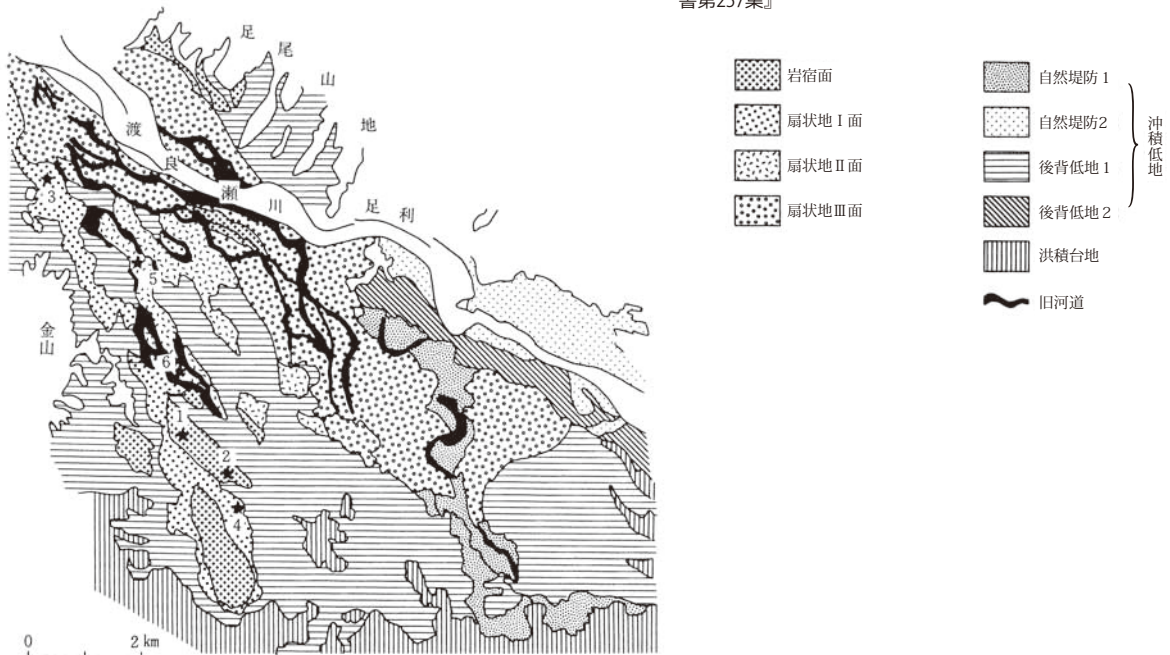 書第257集』
足尾山地
渡良瀬川
足利
金山
3
5
6
1
2
4
0 2 km
岩宿面
扇状地Ⅰ面
扇状地Ⅱ面
扇状地Ⅲ面
自然堤防1
自然堤防2
後背低地1
後背低地2
洪積台地
旧河道
沖積低地